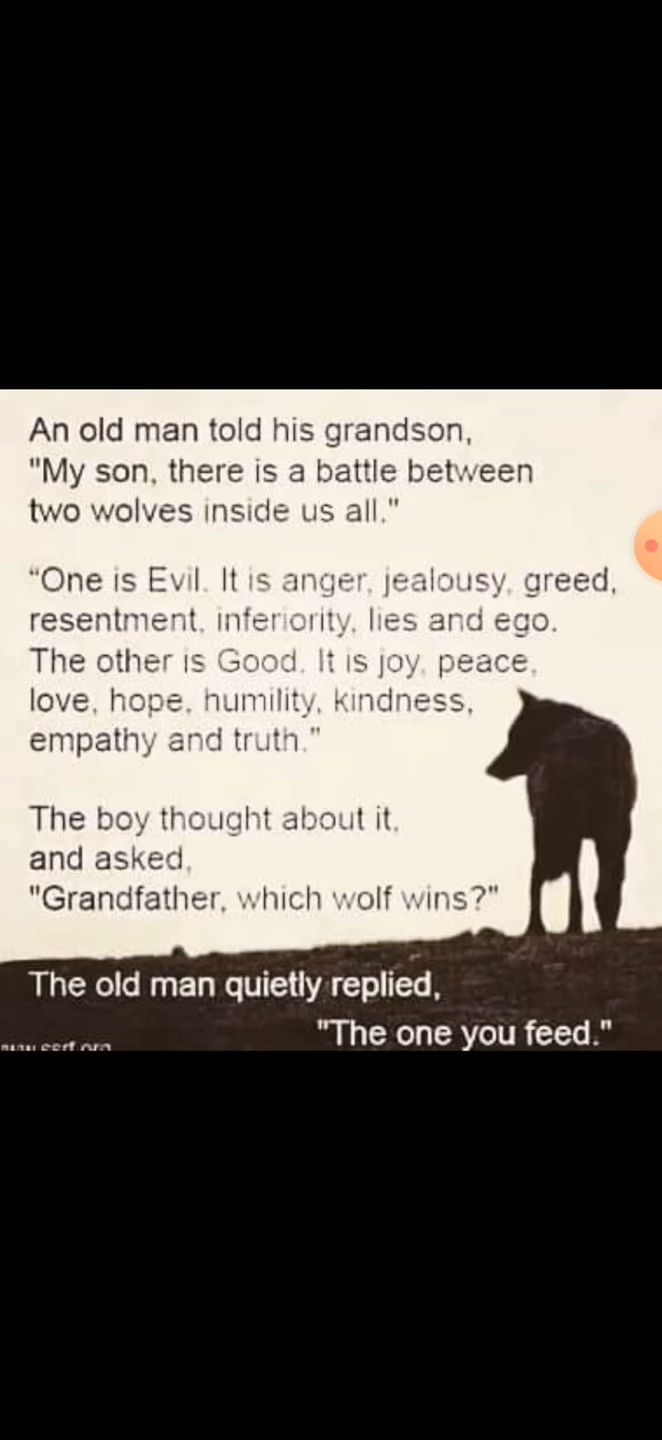 An old man told his grandson,
"My son, there is a battle between
two wolves inside us all."
“One is Evil. It is anger, jealousy, greed,
resentment, inferiority, lies and ego.
The other is Good. It is joy, peace,
love, hope, humility, kindness,
empathy and truth."
The boy thought about it,
and asked,
"Grandfather, which wolf wins?"
The old man quietly replied,
"The one you feed."